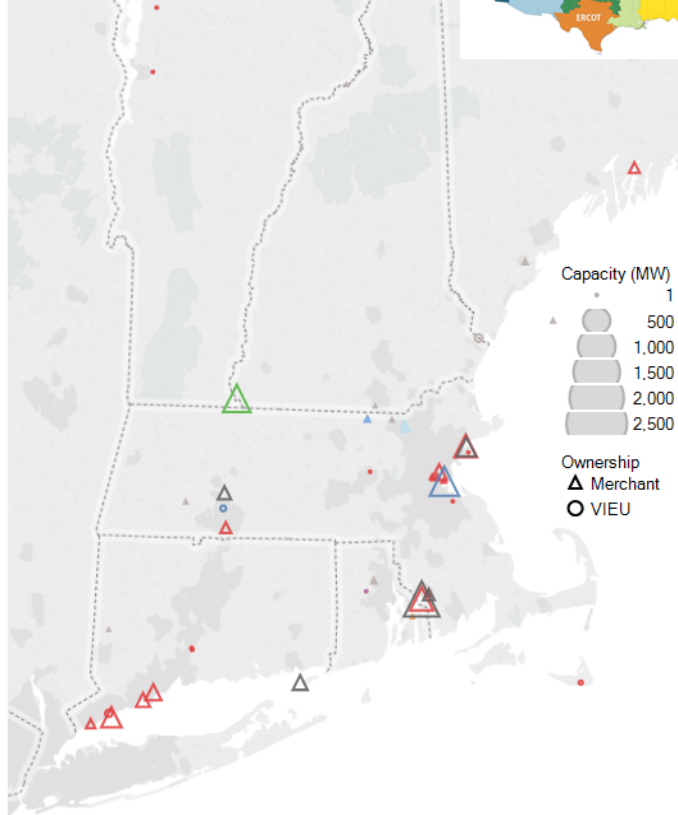 ERCOT
Capacity (MW)
1
500
1,000
1,500
2,000
2,500
Ownership
Merchant
VIEU